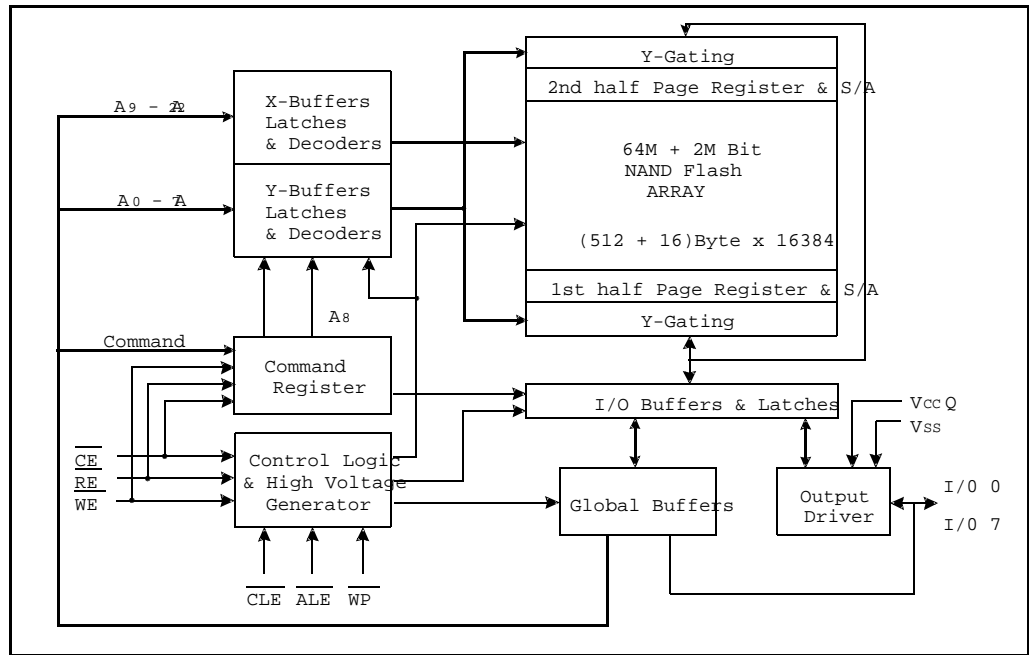 Y-Gating
2nd half Page Register & S/A
64M + 2M Bit
NAND Flash
ARRAY
(512 + 16)Byte x 16384
1st half Page Register & S/A
Y-Gating
A9 -
X-Buffers
Latches
& Decoders
A0 -
Y-Buffers
Latches
& Decoders
A8
Command
Command
Register
I/O Buffers & Latches
VccQ
Vss
CE
RE
WE
Control Logic
& High Voltage
Generator
Global Buffers
Output
Driver
I/0 0
I/0 7
CLE
ALE
WP